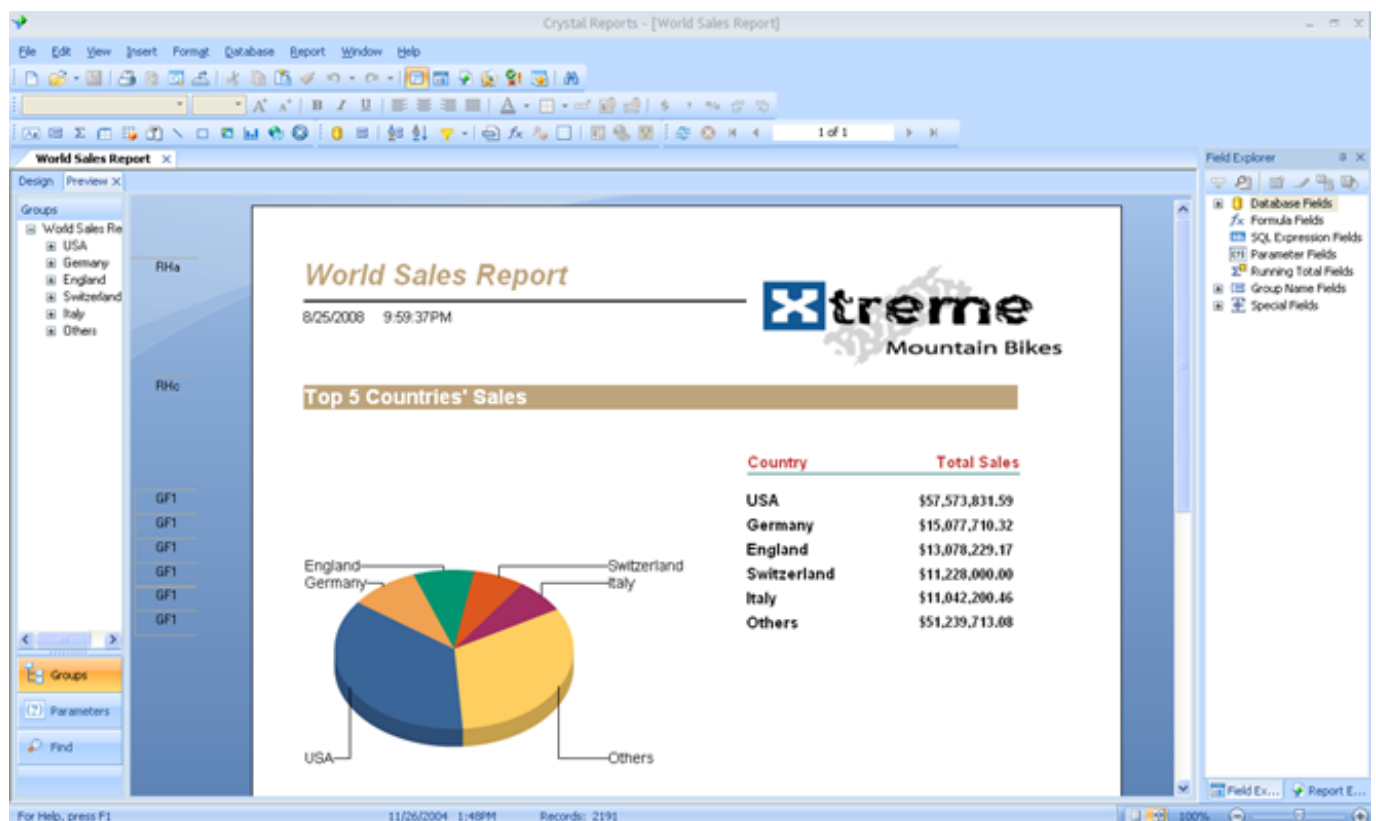 Crystal Reports - [World Sales Report]
File Edit View Insert Format Database Report Window Help
A A B I U A $ , %
Σ fx 1 of 1
World Sales Report X
Field Explorer
Design Preview X
Groups
World Sales Re
USA
Germany
England
Switzerland
Italy
Others
Groups
(?) Parameters
Find
RHa
RHc
GF1
GF1
GF1
GF1
GF1
GF1
World Sales Report
8/25/2008 9:59:37PM
Xtreme
Mountain Bikes
Top 5 Countries' Sales
Country Total Sales
USA $57,573,831.59
Germany $15,077,710.32
England $13,078,229.17
Switzerland $11,228,000.00
Italy $11,042,200.46
Others $51,239,713.08
England
Germany
Switzerland
Italy
USA
Others
Database Fields
fx Formula Fields
SQL Expression Fields
Parameter Fields
Σ Running Total Fields
Group Name Fields
Special Fields
Field Ex... Report E...
For Help, press F1 11/26/2004 1:48PM Records: 2191 100%